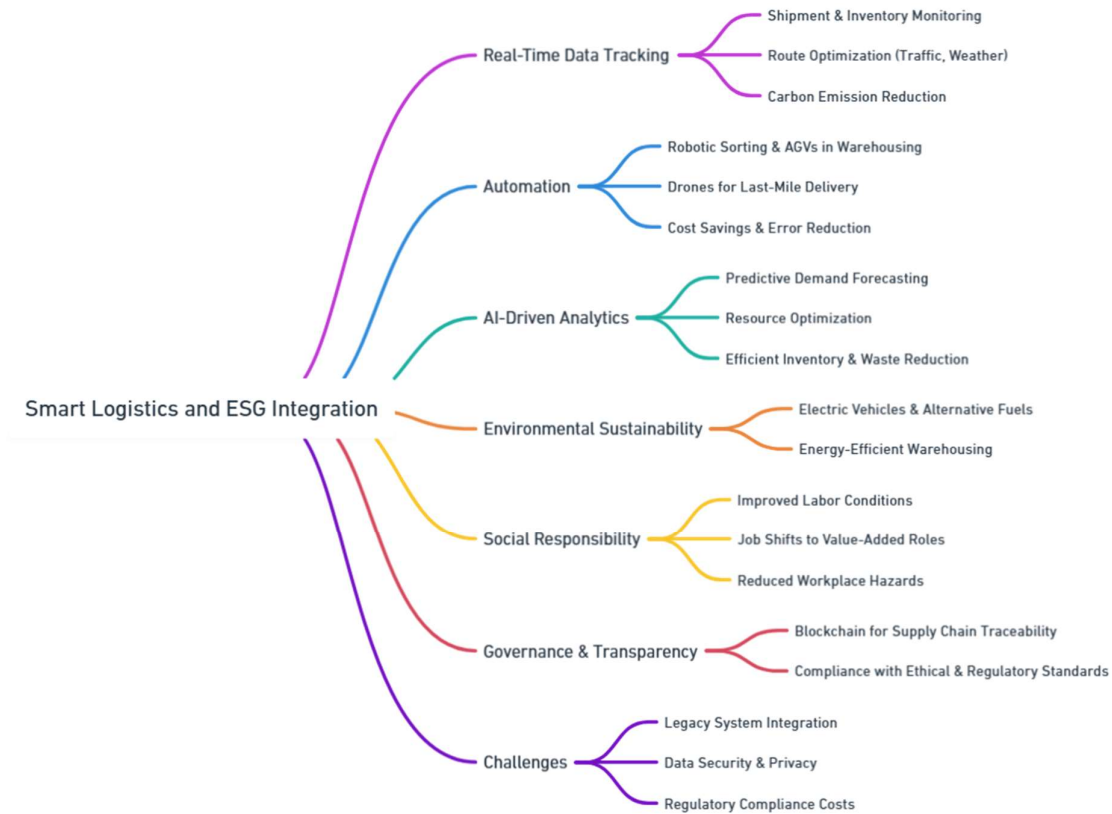 Smart Logistics and ESG Integration
Real-Time Data Tracking
Shipment & Inventory Monitoring
Route Optimization (Traffic, Weather)
Carbon Emission Reduction
Automation
Robotic Sorting & AGVs in Warehousing
Drones for Last-Mile Delivery
Cost Savings & Error Reduction
AI-Driven Analytics
Predictive Demand Forecasting
Resource Optimization
Efficient Inventory & Waste Reduction
Environmental Sustainability
Electric Vehicles & Alternative Fuels
Energy-Efficient Warehousing
Social Responsibility
Improved Labor Conditions
Job Shifts to Value-Added Roles
Reduced Workplace Hazards
Governance & Transparency
Blockchain for Supply Chain Traceability
Compliance with Ethical & Regulatory Standards
Challenges
Legacy System Integration
Data Security & Privacy
Regulatory Compliance Costs